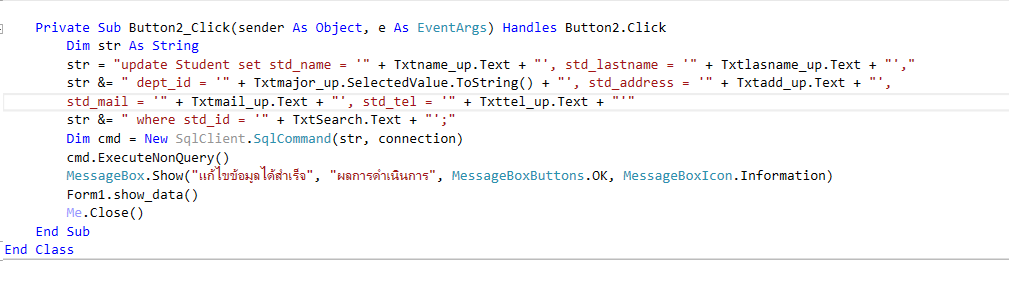 Private Sub Button2_Click(sender As Object, e As EventArgs) Handles Button2.Click
Dim str As String
str = "update Student set std_name = '" + Txtname_up.Text + "', std_lastname = '" + Txtlasname_up.Text + "',"
str &= " dept_id = '" + Txtmajor_up.SelectedValue.ToString() + "', std_address = '" + Txtadd_up.Text + "',
std_mail = '" + Txtmail_up.Text + "', std_tel = '" + Txttel_up.Text + "'"
str &= " where std_id = '" + TxtSearch.Text + "';"
Dim cmd = New SqlClient.SqlCommand(str, connection)
cmd.ExecuteNonQuery()
MessageBox.Show("แก้ไขข้อมูลได้สำเร็จ", "ผลการดำเนินการ", MessageBoxButtons.OK, MessageBoxIcon.Information)
Form1.show_data()
Me.Close()
End Sub
End Class